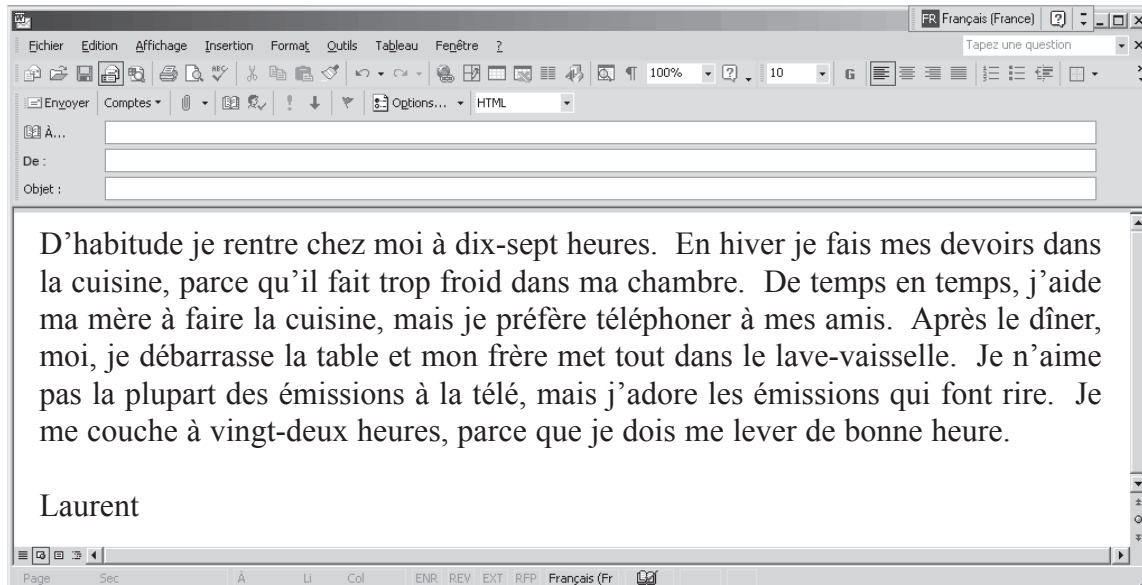 FR Français (France)
Fichier Edition Affichage Insertion Format Outils Tableau Fenêtre ?
Tapez une question
100% 10 G
Envoyer Comptes Options... HTML
À...
De :
Objet :
D’habitude je rentre chez moi à dix-sept heures. En hiver je fais mes devoirs dans
la cuisine, parce qu’il fait trop froid dans ma chambre. De temps en temps, j’aide
ma mère à faire la cuisine, mais je préfère téléphoner à mes amis. Après le dîner,
moi, je débarrasse la table et mon frère met tout dans le lave-vaisselle. Je n’aime
pas la plupart des émissions à la télé, mais j’adore les émissions qui font rire. Je
me couche à vingt-deux heures, parce que je dois me lever de bonne heure.
Laurent
Page Sec À Li Col ENR REV EXT RFP Français (Fr